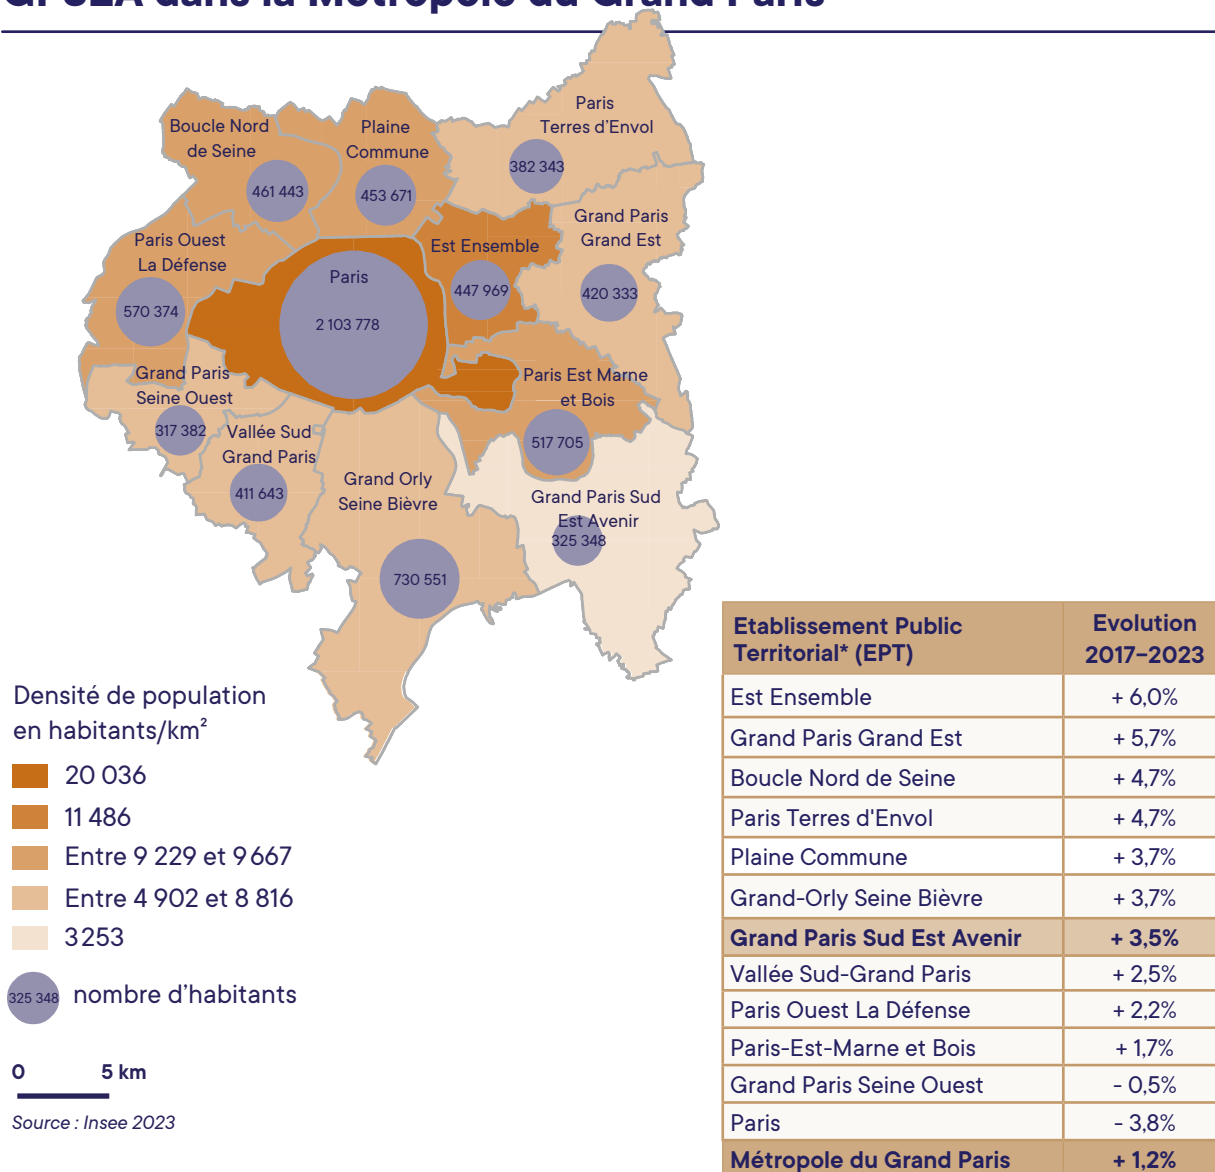 GPSEA dans la Métropole du Grand Paris
Paris
Terres d'Envol
382 343
Boucle Nord
de Seine
461 443
Plaine
Commune
453 671
Grand Paris
Grand Est
420 333
Paris Ouest
La Défense
570 374
Est Ensemble
447 969
Paris
2 103 778
Grand Paris
Seine Ouest
317 382
Paris Est Marne
et Bois
517 705
Vallée Sud
Grand Paris
411 643
Grand Orly
Seine Bièvre
730 551
Grand Paris Sud
Est Avenir
325 348
Densité de population
en habitants/km²
20 036
11 486
Entre 9 229 et 9 667
Entre 4 902 et 8 816
3 253
325 348 nombre d'habitants
0 5 km
Source : Insee 2023
Etablissement Public
Territorial* (EPT)
Evolution
2017–2023
Est Ensemble + 6,0%
Grand Paris Grand Est + 5,7%
Boucle Nord de Seine + 4,7%
Paris Terres d'Envol + 4,7%
Plaine Commune + 3,7%
Grand-Orly Seine Bièvre + 3,7%
Grand Paris Sud Est Avenir + 3,5%
Vallée Sud-Grand Paris + 2,5%
Paris Ouest La Défense + 2,2%
Paris-Est-Marne et Bois + 1,7%
Grand Paris Seine Ouest - 0,5%
Paris - 3,8%
Métropole du Grand Paris + 1,2%